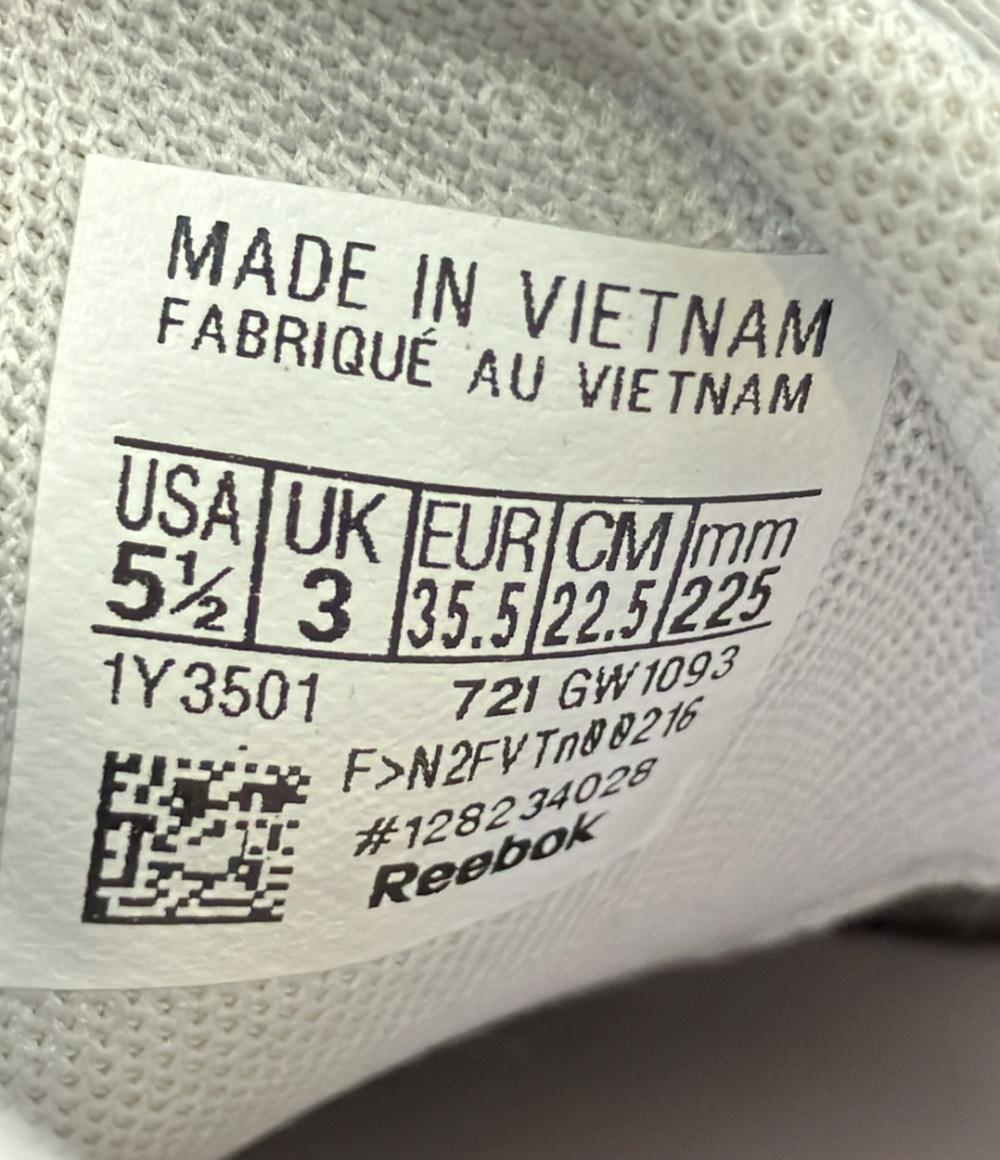 MADE IN VIETNAM
FABRIQUÉ AU VIETNAM
USA UK EUR CM mm
5½ 3 35.5 22.5 225
1Y3501 721 GW1093
F>N2FVTn00216
#128234028
Reebok